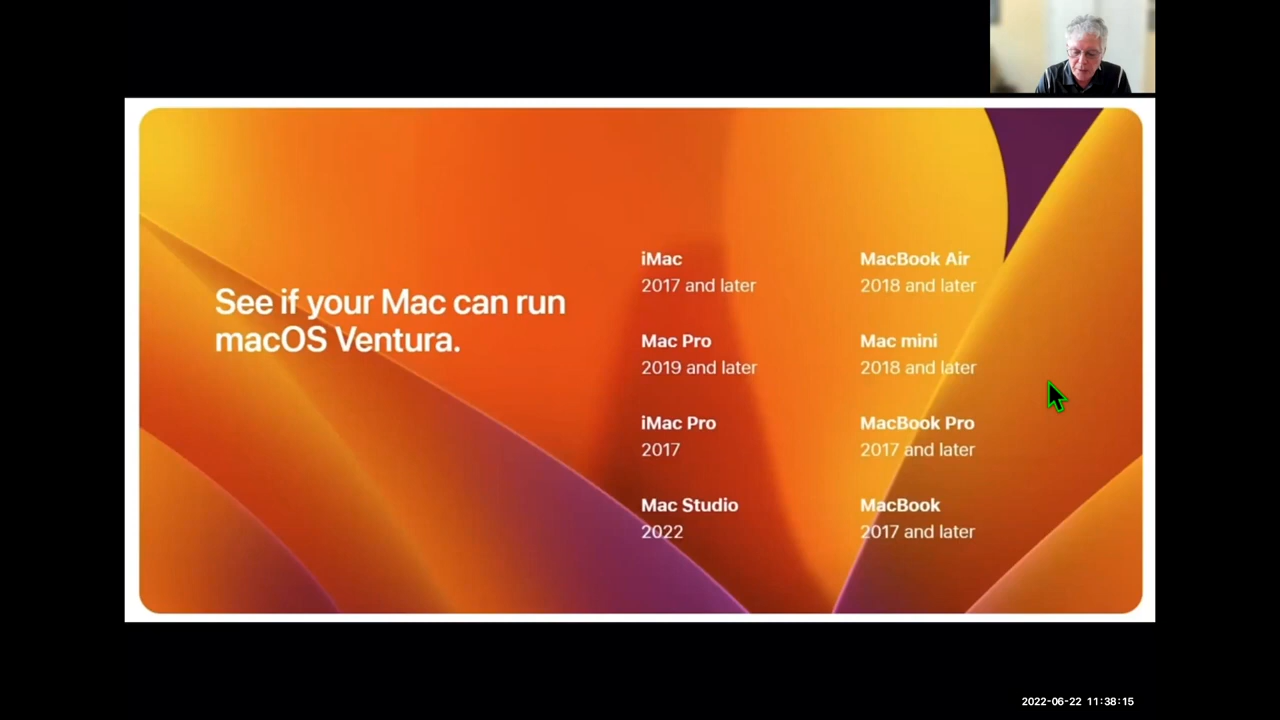 See if your Mac can run
macOS Ventura.
iMac
2017 and later
Mac Pro
2019 and later
iMac Pro
2017
Mac Studio
2022
MacBook Air
2018 and later
Mac mini
2018 and later
MacBook Pro
2017 and later
MacBook
2017 and later
2022-06-22 11:38:15